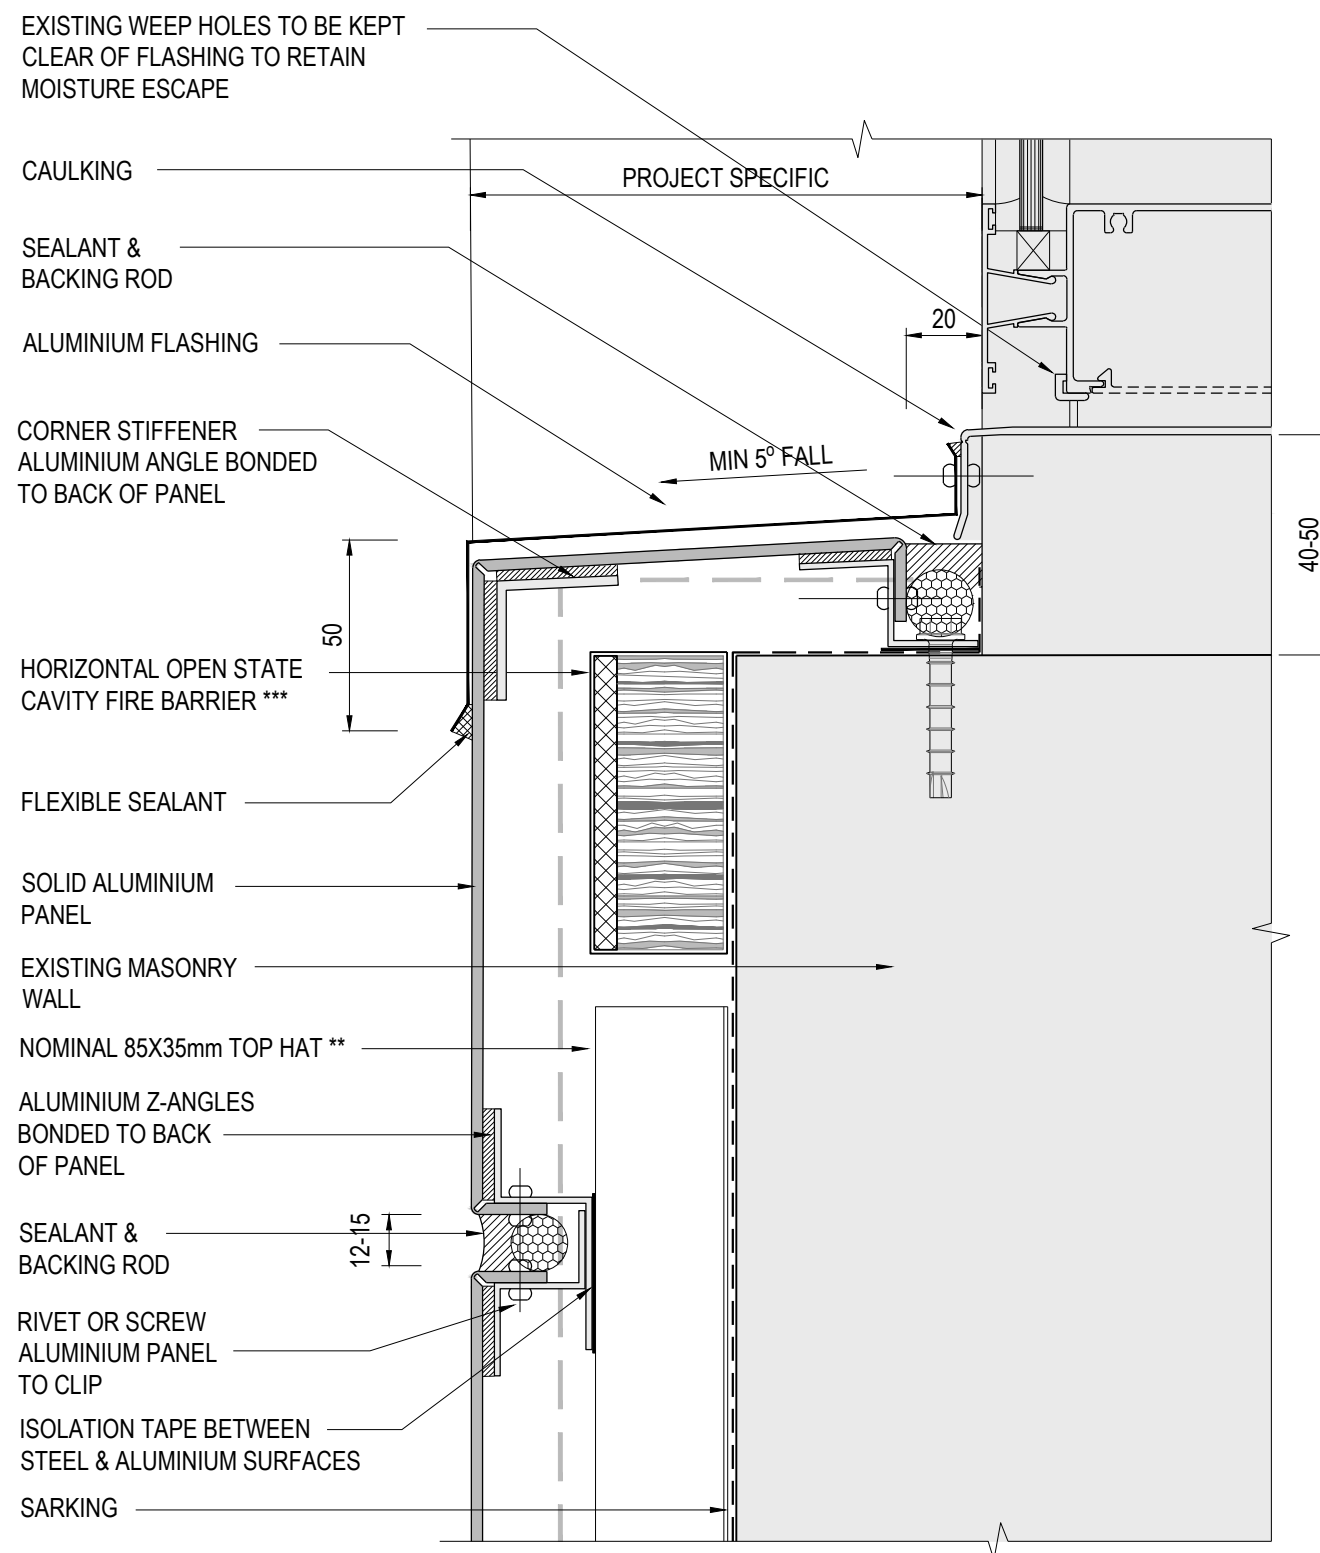 EXISTING WEEP HOLES TO BE KEPT
CLEAR OF FLASHING TO RETAIN
MOISTURE ESCAPE
CAULKING
PROJECT SPECIFIC
SEALANT &
BACKING ROD
20
ALUMINIUM FLASHING
CORNER STIFFENER
ALUMINIUM ANGLE BONDED
TO BACK OF PANEL
MIN 5° FALL
40-50
50
HORIZONTAL OPEN STATE
CAVITY FIRE BARRIER ***
FLEXIBLE SEALANT
SOLID ALUMINIUM
PANEL
EXISTING MASONRY
WALL
NOMINAL 85X35mm TOP HAT **
ALUMINIUM Z-ANGLES
BONDED TO BACK
OF PANEL
SEALANT &
BACKING ROD
12-15
RIVET OR SCREW
ALUMINIUM PANEL
TO CLIP
ISOLATION TAPE BETWEEN
STEEL & ALUMINIUM SURFACES
SARKING